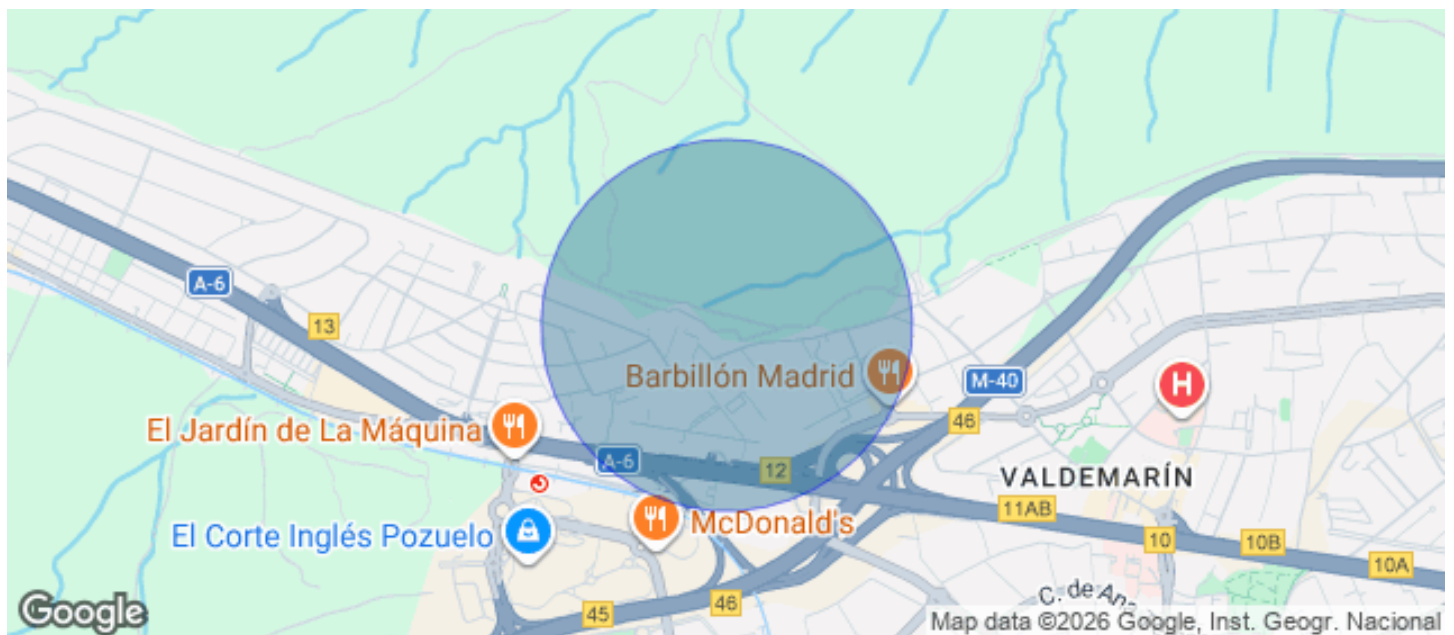 A-6
13
Barbillón Madrid
M-40
H
El Jardín de La Máquina
46
A-6
12
VALDEMARÍN
11AB
McDonald's
El Corte Inglés Pozuelo
10
10B
10A
C. de An
45
46
Google
Map data ©2026 Google, Inst. Geogr. Nacional